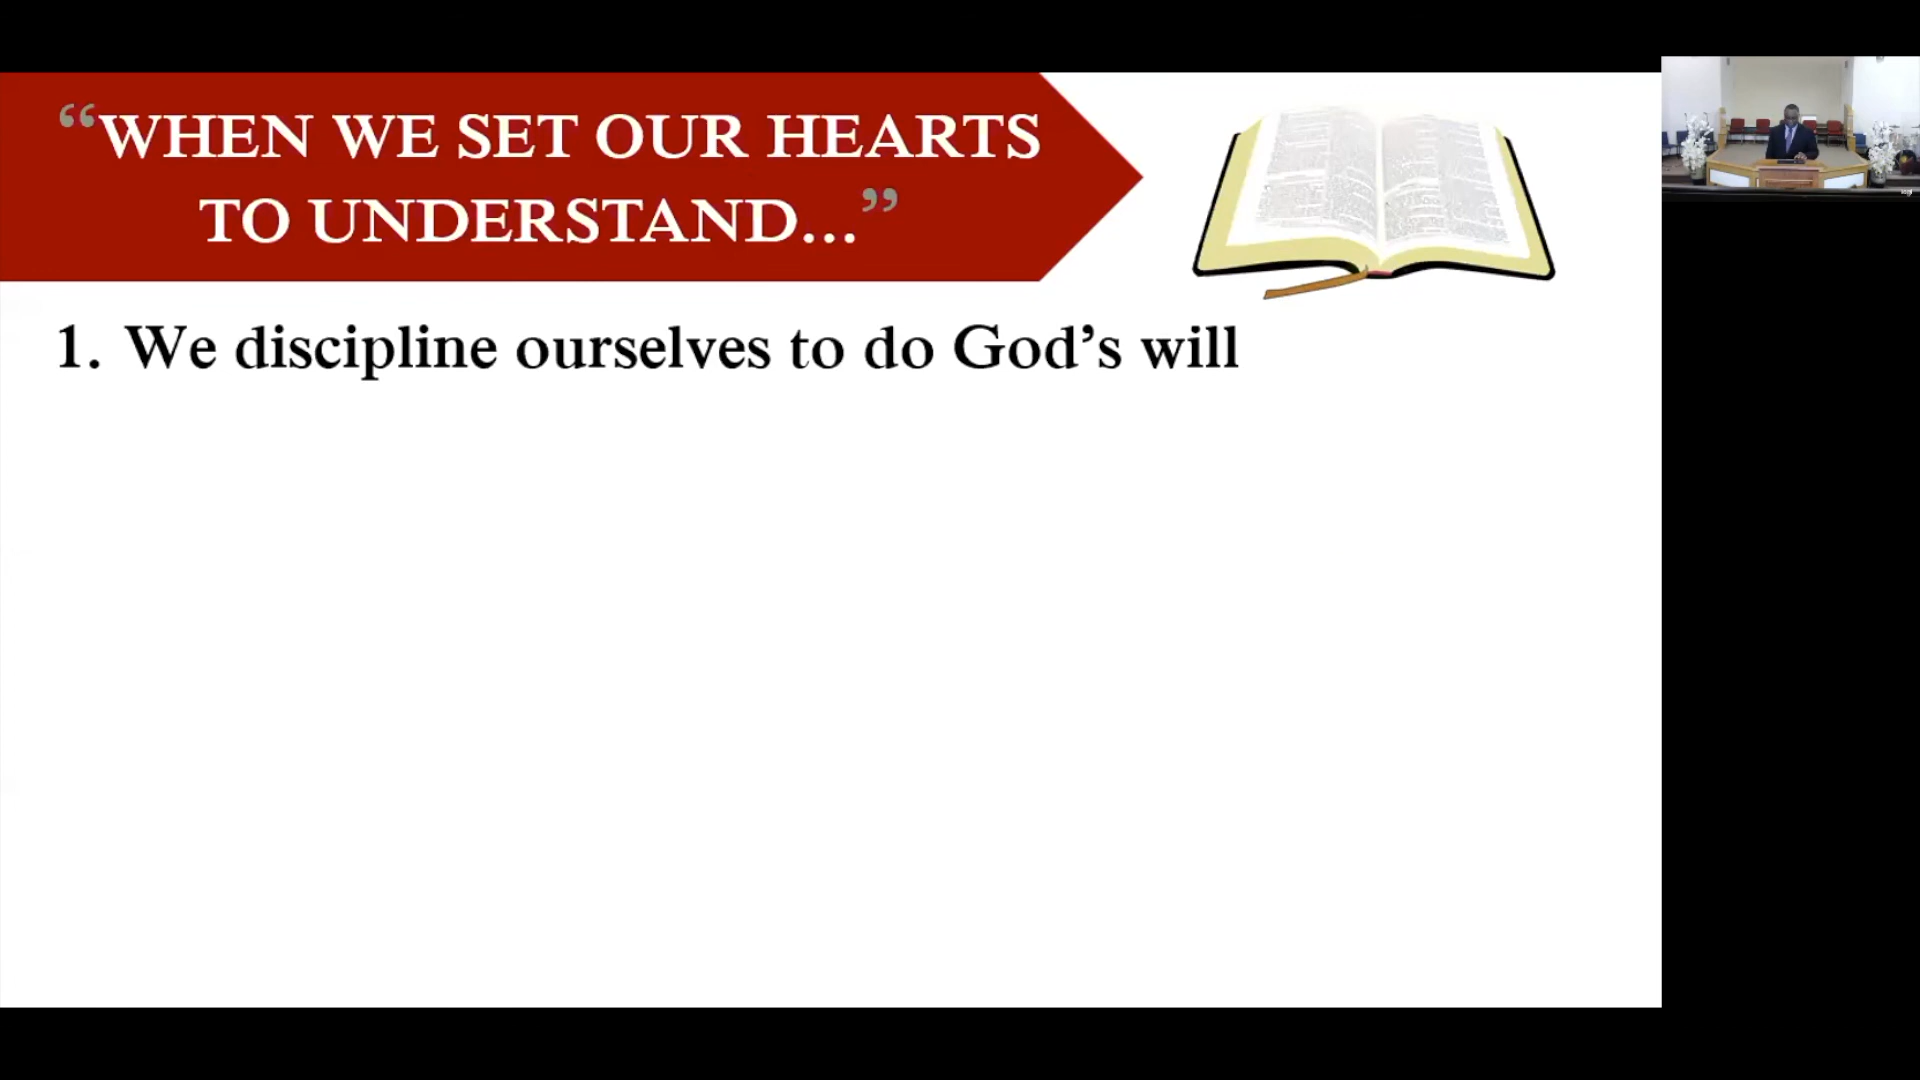 “WHEN WE SET OUR HEARTS
TO UNDERSTAND...”
1. We discipline ourselves to do God’s will